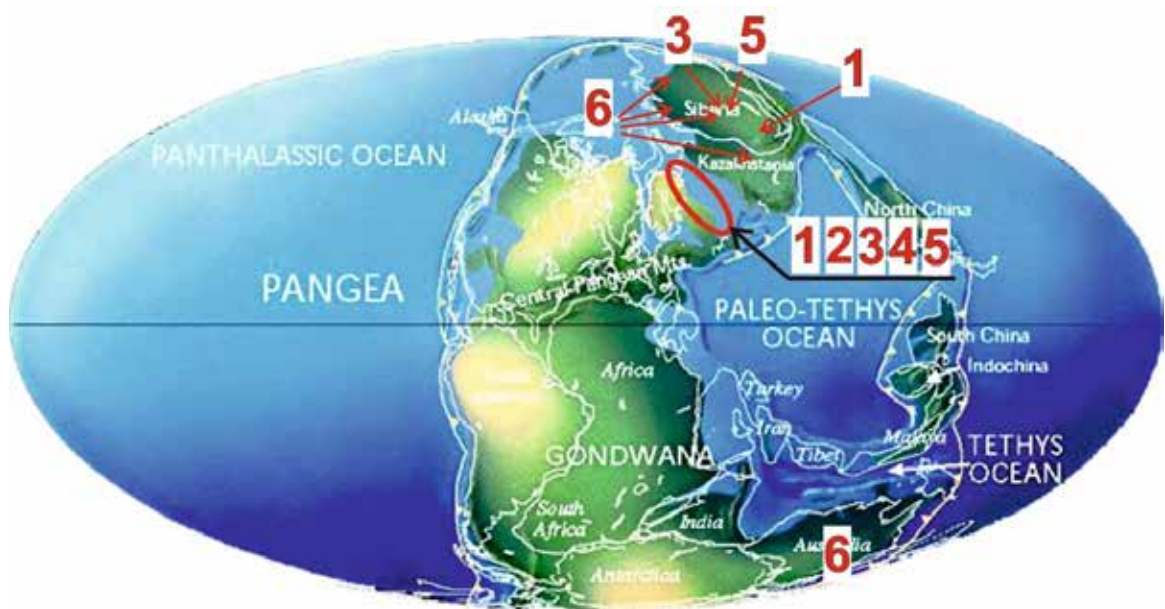 3 5
1
6
Siberia
Alaska
PANTHALASSIC OCEAN
Kazakhstania
North China
1 2 3 4 5
PANGEA
Central Pangean Mts
PALEO-TETHYS
OCEAN
South China
Indochina
Africa
Turkey
Iran
Tibet
Malaya
GONDWANA
TETHYS
OCEAN
South
Africa
India
Australia
6
Antarctica